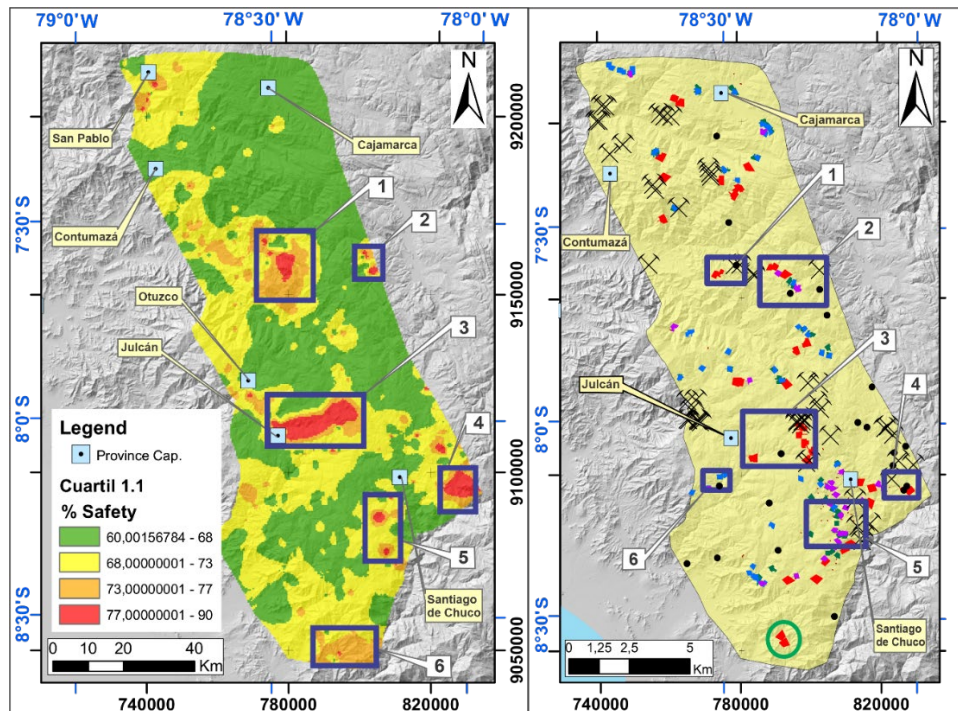 79°0'W
78°30'W
78°0'W
N
San Pablo
Cajamarca
1
2
7°30'S
Contumazá
Otuzco
Julcán
3
8°0'S
4
Legend
Province Cap.
Cuartil 1.1
% Safety
60,00156784 - 68
68,00000001 - 73
73,00000001 - 77
77,00000001 - 90
5
Santiago
de Chuco
8°30'S
6
0 10 20 40
Km
9200000
9150000
9100000
9050000
740000
780000
820000
78°30'W
78°0'W
N
Cajamarca
1
Contumazá
2
7°30'S
3
Julcán
4
8°0'S
6
5
Santiago
de Chuco
8°30'S
0 1,25 2,5 5
Km
740000
780000
820000